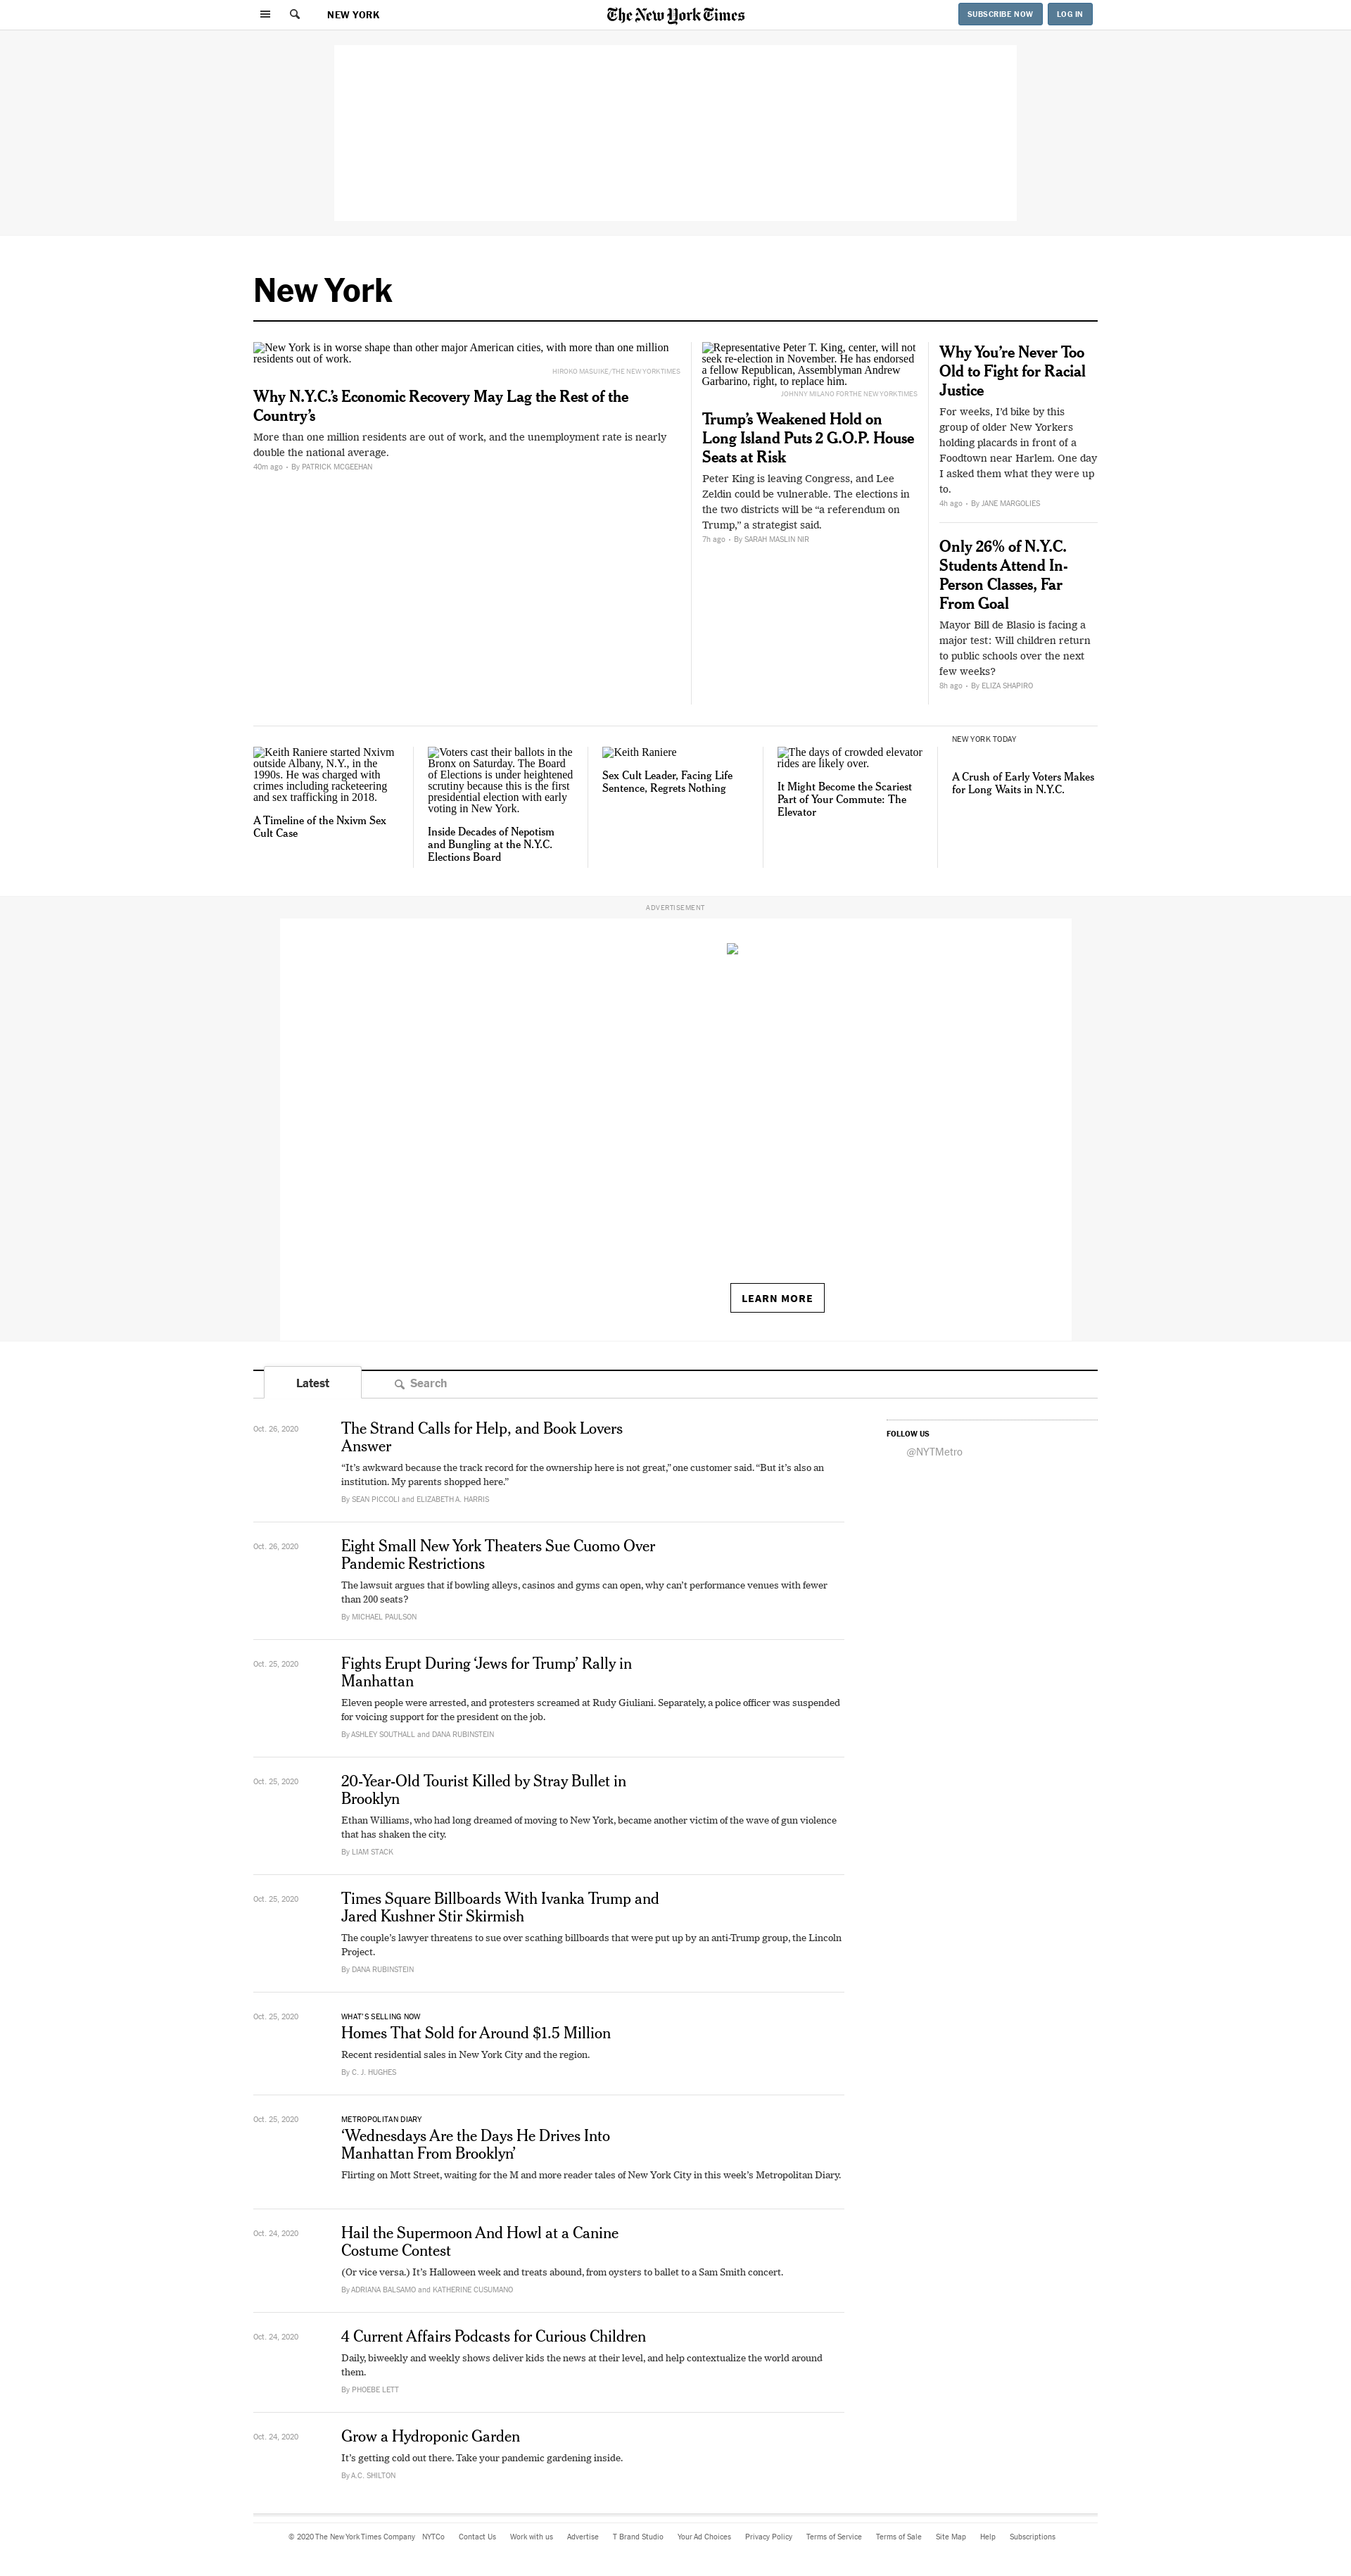 NEW YORK
The New York Times
SUBSCRIBE NOW
LOG IN
New York
New York is in worse shape than other major American cities, with more than one million
residents out of work.
HIROKO MASUIKE/THE NEW YORK TIMES
Why N.Y.C.’s Economic Recovery May Lag the Rest of the
Country’s
More than one million residents are out of work, and the unemployment rate is nearly
double the national average.
40m ago • By PATRICK MCGEEHAN
Representative Peter T. King, center, will not
seek re-election in November. He has endorsed
a fellow Republican, Assemblyman Andrew
Garbarino, right, to replace him.
JOHNNY MILANO FOR THE NEW YORK TIMES
Trump’s Weakened Hold on
Long Island Puts 2 G.O.P. House
Seats at Risk
Peter King is leaving Congress, and Lee
Zeldin could be vulnerable. The elections in
the two districts will be “a referendum on
Trump,” a strategist said.
7h ago • By SARAH MASLIN NIR
Why You’re Never Too
Old to Fight for Racial
Justice
For weeks, I’d bike by this
group of older New Yorkers
holding placards in front of a
Foodtown near Harlem. One day
I asked them what they were up
to.
4h ago • By JANE MARGOLIES
Only 26% of N.Y.C.
Students Attend In-
Person Classes, Far
From Goal
Mayor Bill de Blasio is facing a
major test: Will children return
to public schools over the next
few weeks?
8h ago • By ELIZA SHAPIRO
Keith Raniere started Nxivm
outside Albany, N.Y., in the
1990s. He was charged with
crimes including racketeering
and sex trafficking in 2018.
A Timeline of the Nxivm Sex
Cult Case
Voters cast their ballots in the
Bronx on Saturday. The Board
of Elections is under heightened
scrutiny because this is the first
presidential election with early
voting in New York.
Inside Decades of Nepotism
and Bungling at the N.Y.C.
Elections Board
Keith Raniere
Sex Cult Leader, Facing Life
Sentence, Regrets Nothing
The days of crowded elevator
rides are likely over.
It Might Become the Scariest
Part of Your Commute: The
Elevator
NEW YORK TODAY
A Crush of Early Voters Makes
for Long Waits in N.Y.C.
ADVERTISEMENT
LEARN MORE
Latest
Search
Oct. 26, 2020
The Strand Calls for Help, and Book Lovers
Answer
“It’s awkward because the track record for the ownership here is not great,” one customer said. “But it’s also an
institution. My parents shopped here.”
By SEAN PICCOLI and ELIZABETH A. HARRIS
FOLLOW US
@NYTMetro
Oct. 26, 2020
Eight Small New York Theaters Sue Cuomo Over
Pandemic Restrictions
The lawsuit argues that if bowling alleys, casinos and gyms can open, why can’t performance venues with fewer
than 200 seats?
By MICHAEL PAULSON
Oct. 25, 2020
Fights Erupt During ‘Jews for Trump’ Rally in
Manhattan
Eleven people were arrested, and protesters screamed at Rudy Giuliani. Separately, a police officer was suspended
for voicing support for the president on the job.
By ASHLEY SOUTHALL and DANA RUBINSTEIN
Oct. 25, 2020
20-Year-Old Tourist Killed by Stray Bullet in
Brooklyn
Ethan Williams, who had long dreamed of moving to New York, became another victim of the wave of gun violence
that has shaken the city.
By LIAM STACK
Oct. 25, 2020
Times Square Billboards With Ivanka Trump and
Jared Kushner Stir Skirmish
The couple’s lawyer threatens to sue over scathing billboards that were put up by an anti-Trump group, the Lincoln
Project.
By DANA RUBINSTEIN
Oct. 25, 2020
WHAT’S SELLING NOW
Homes That Sold for Around $1.5 Million
Recent residential sales in New York City and the region.
By C. J. HUGHES
Oct. 25, 2020
METROPOLITAN DIARY
‘Wednesdays Are the Days He Drives Into
Manhattan From Brooklyn’
Flirting on Mott Street, waiting for the M and more reader tales of New York City in this week’s Metropolitan Diary.
Oct. 24, 2020
Hail the Supermoon And Howl at a Canine
Costume Contest
(Or vice versa.) It’s Halloween week and treats abound, from oysters to ballet to a Sam Smith concert.
By ADRIANA BALSAMO and KATHERINE CUSUMANO
Oct. 24, 2020
4 Current Affairs Podcasts for Curious Children
Daily, biweekly and weekly shows deliver kids the news at their level, and help contextualize the world around
them.
By PHOEBE LETT
Oct. 24, 2020
Grow a Hydroponic Garden
It’s getting cold out there. Take your pandemic gardening inside.
By A.C. SHILTON
© 2020 The New York Times Company NYTCo Contact Us Work with us Advertise T Brand Studio Your Ad Choices Privacy Policy Terms of Service Terms of Sale Site Map Help Subscriptions